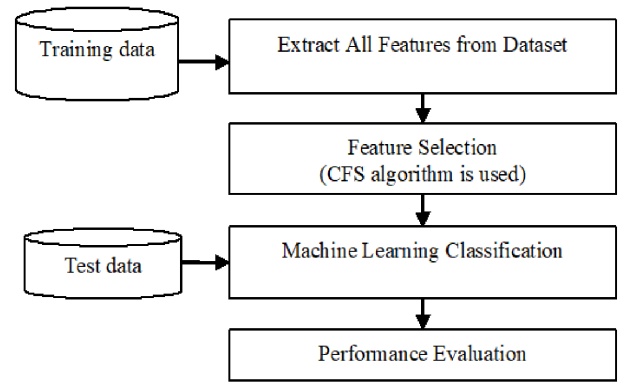 Training data
Extract All Features from Dataset
Feature Selection
(CFS algorithm is used)
Machine Learning Classification
Test data
Performance Evaluation